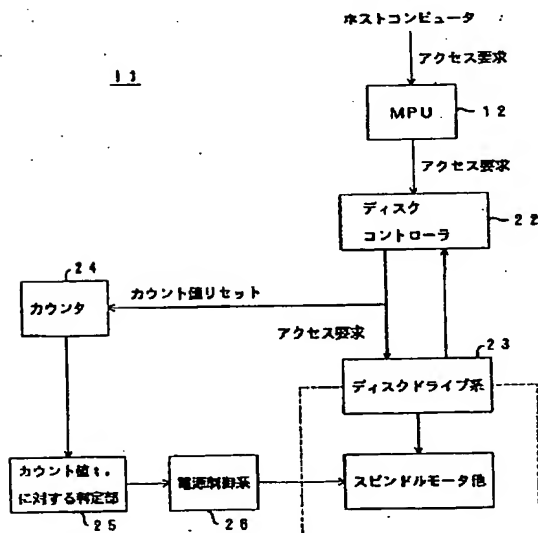 ホストコンピュータ
アクセス要求
11
MPU
12
アクセス要求
ディスク
コントローラ
22
24
カウント値リセット
カウンタ
アクセス要求
23
ディスクドライブ系
カウント値t。
に対する判定部
電源制御系
スピンドルモータ他
25
26